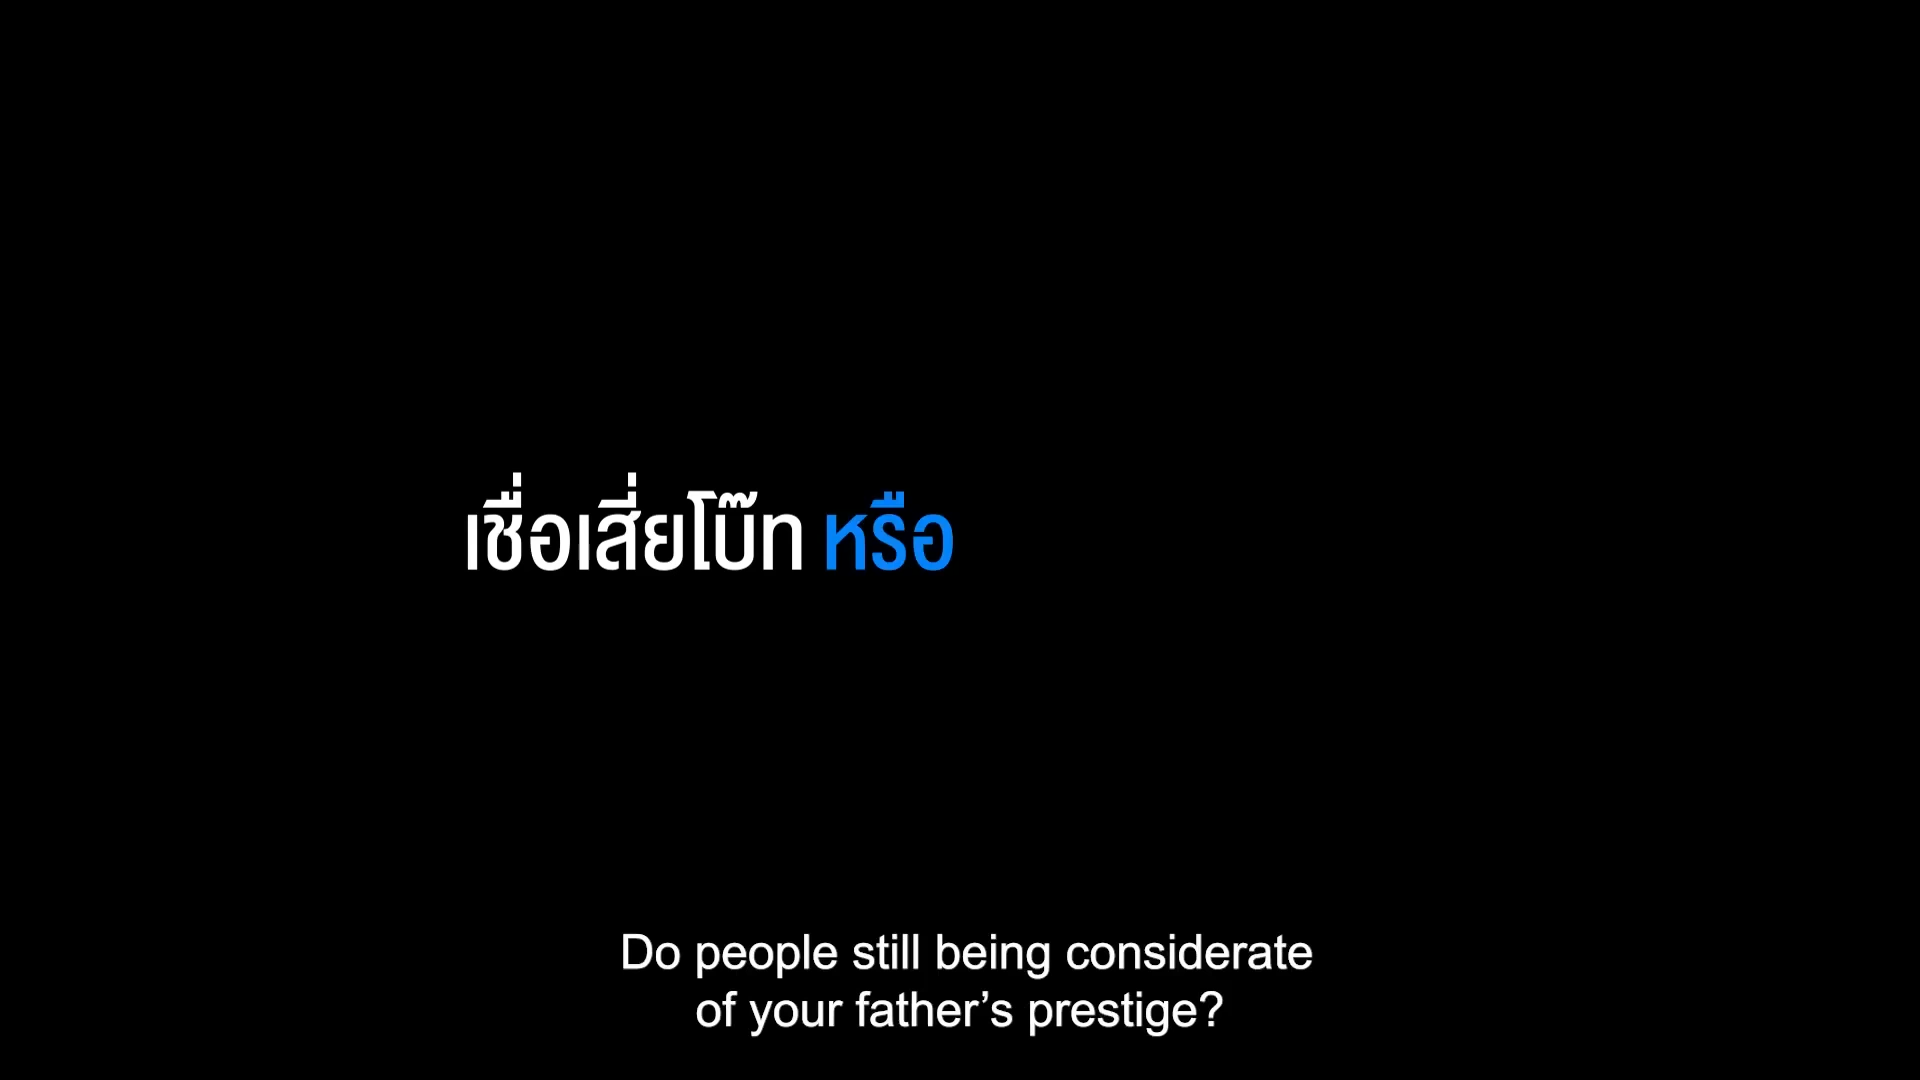 เชื่อเสี่ยโบ๊ท หรือ
Do people still being considerate
of your father’s prestige?